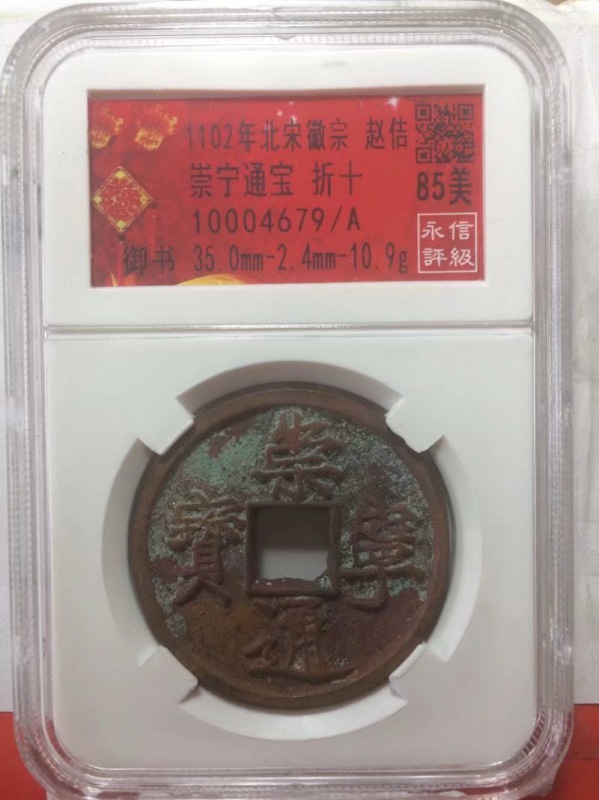 1102年北宋徽宗 赵佶
崇宁通宝 折十
85美
10004679/A
御书 35.0mm-2.4mm-10.9g
永信
評級
崇
寧
通
寳